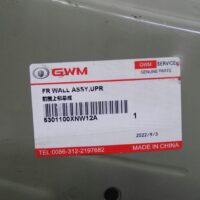 GWM
GWM
SERVICE
GENUINE PARTS
FR WALL ASSY,UPR
前围上部总成
5301100XNW12A
1
2022/9/3
TEL:0086-312-2197682
MADE IN CHINA